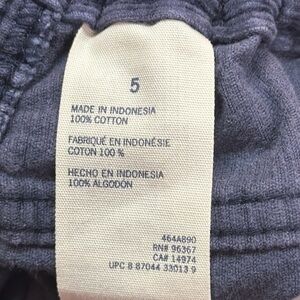 5
MADE IN INDONESIA
100% COTTON
FABRIQUÉ EN INDONÉSIE
COTON 100 %
HECHO EN INDONESIA
100% ALGODÓN
464A890
RN# 96367
CA# 14974
UPC 8 87044 33013 9